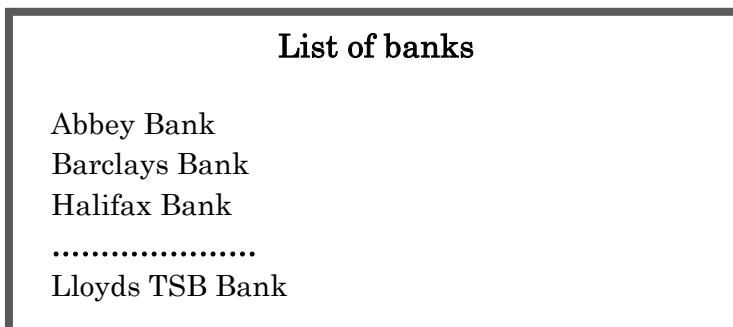 List of banks
Abbey Bank
Barclays Bank
Halifax Bank
.....................
Lloyds TSB Bank